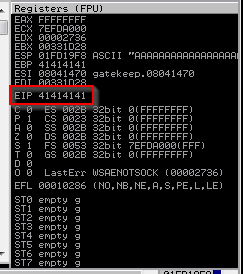 Registers (FPU)
EAX FFFFFFFF
ECX 7EFDA000
EDX 00002736
EBX 00331D28
ESP 01FD19F8 ASCII "AAAAAAAAAAAAAAAAAAAA
EBP 41414141
ESI 08041470 gatekeep.08041470
EDI 00331D28
EIP 41414141
C 0 ES 002B 32bit 0(FFFFFFFF)
P 1 CS 0023 32bit 0(FFFFFFFF)
A 0 SS 002B 32bit 0(FFFFFFFF)
Z 0 DS 002B 32bit 0(FFFFFFFF)
S 1 FS 0053 32bit 7EFDA000(FFF)
T 0 GS 002B 32bit 0(FFFFFFFF)
D 0
O 0 LastErr WSAENOTSOCK (00002736)
EFL 00010286 (NO,NB,NE,A,S,PE,L,LE)
ST0 empty g
ST1 empty g
ST2 empty g
ST3 empty g
ST4 empty g
ST5 empty g
ST6 empty g
ST7 empty g